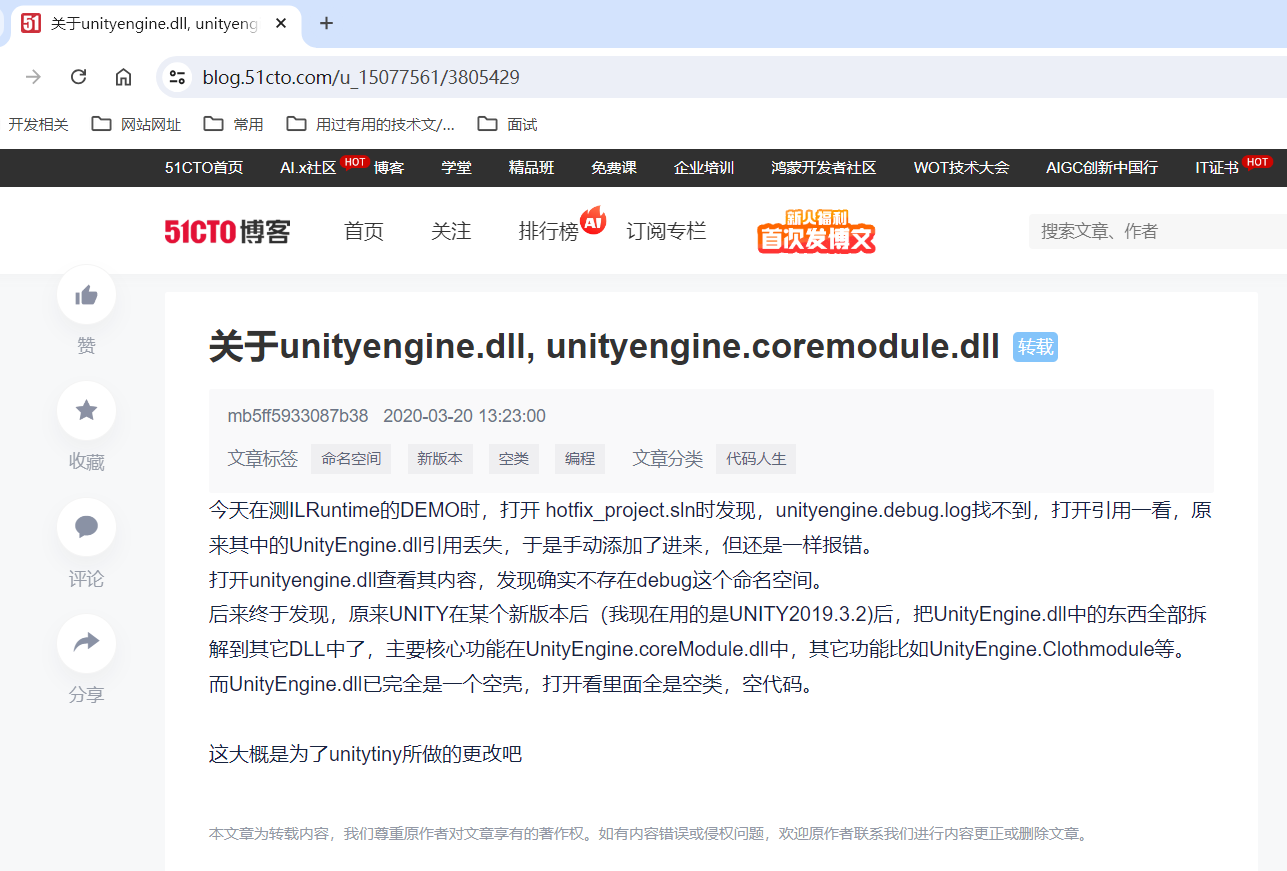 关于unityengine.dll, unityeng
blog.51cto.com/u_15077561/3805429
开发相关 网站网址 常用 用过有用的技术文/... 面试
51CTO首页 AI.x社区 HOT 博客 学堂 精品班 免费课 企业培训 鸿蒙开发者社区 WOT技术大会 AIGC创新中国行 IT证书 HOT
51CTO博客 首页 关注 排行榜 AI 订阅专栏 新人福利 首次发博文 搜索文章、作者
赞
收藏
评论
分享
关于unityengine.dll, unityengine.coremodule.dll 转载
mb5ff5933087b38 2020-03-20 13:23:00
文章标签 命名空间 新版本 空类 编程 文章分类 代码人生
今天在测ILRuntime的DEMO时，打开 hotfix_project.sln时发现，unityengine.debug.log找不到，打开引用一看，原
来其中的UnityEngine.dll引用丢失，于是手动添加了进来，但还是一样报错。
打开unityengine.dll查看其内容，发现确实不存在debug这个命名空间。
后来终于发现，原来UNITY在某个新版本后（我现在用的是UNITY2019.3.2)后，把UnityEngine.dll中的东西全部拆
解到其它DLL中了，主要核心功能在UnityEngine.coreModule.dll中，其它功能比如UnityEngine.Clothmodule等。
而UnityEngine.dll已完全是一个空壳，打开看里面全是空类，空代码。
这大概是为了unitytiny所做的更改吧
本文章为转载内容，我们尊重原作者对文章享有的著作权。如有内容错误或侵权问题，欢迎原作者联系我们进行内容更正或删除文章。